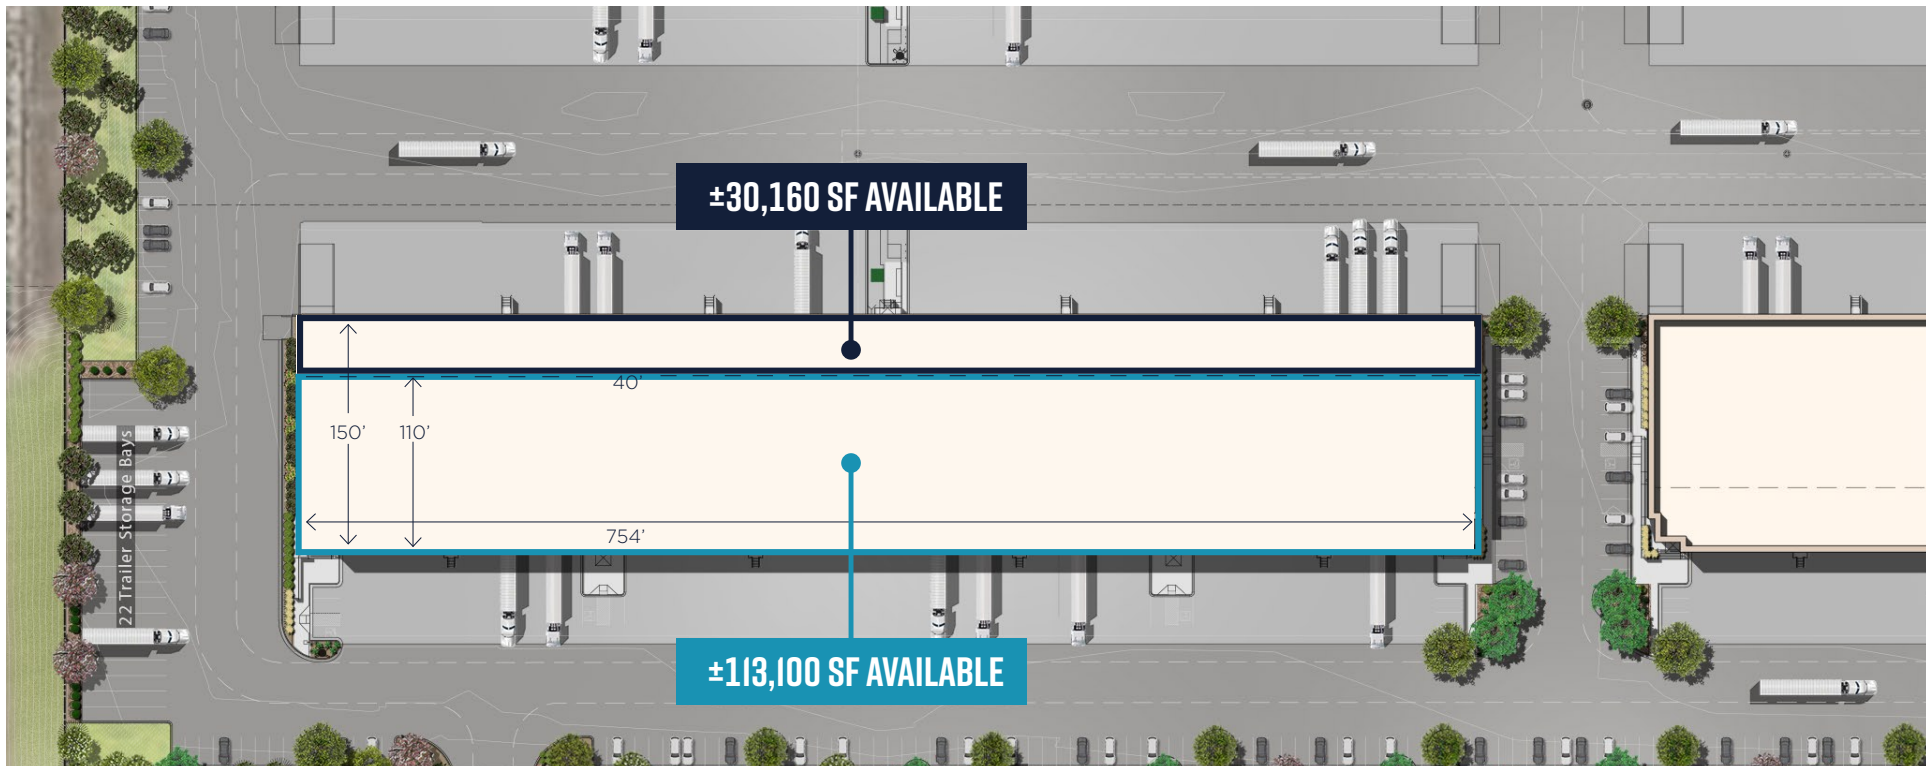 ±30,160 SF AVAILABLE
40'
150'
110'
754'
22 Trailer Storage Bays
±113,100 SF AVAILABLE